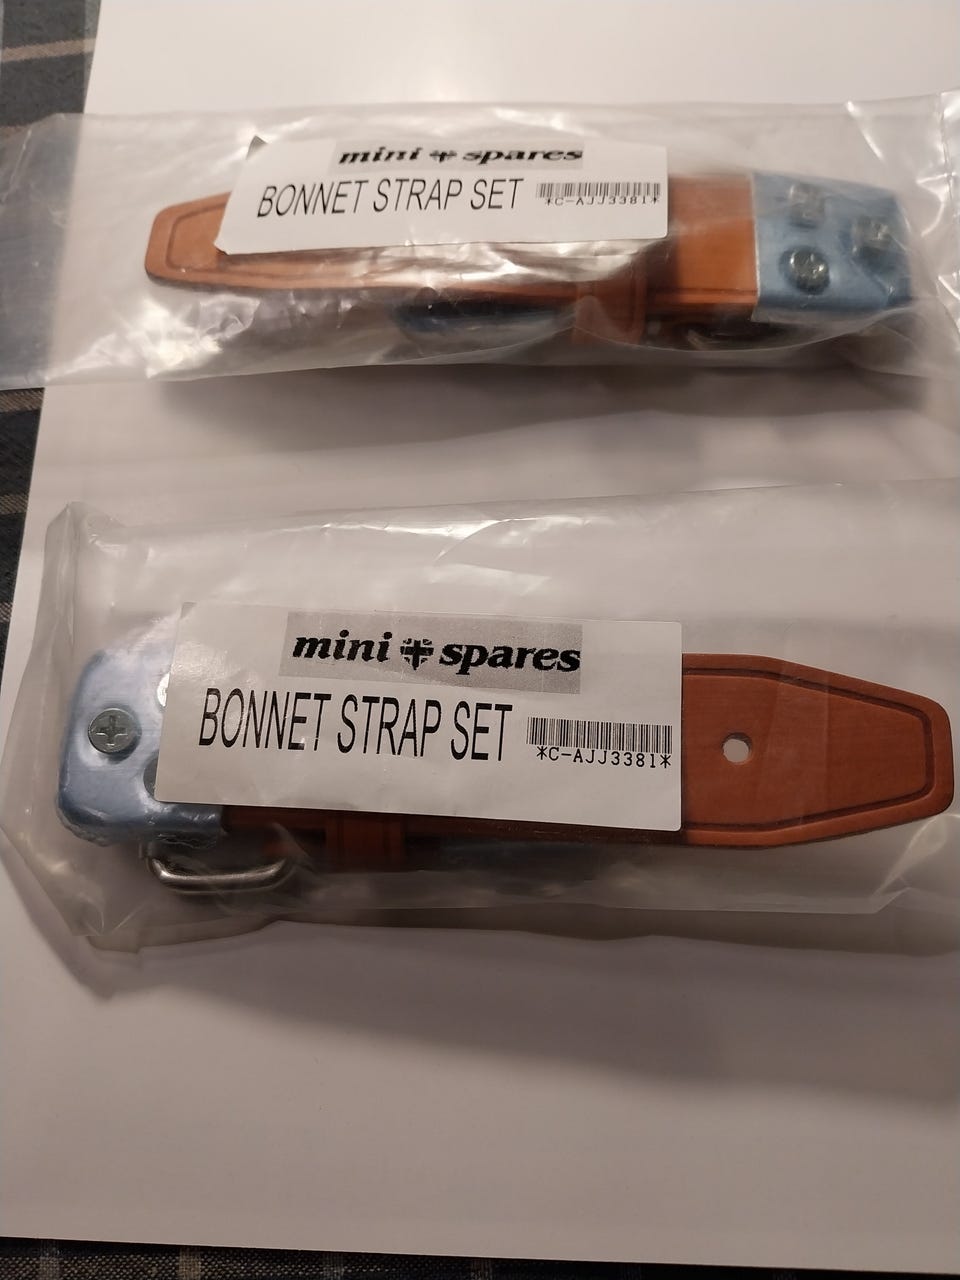 mini spares
BONNET STRAP SET
*C-AJJ3381*
mini spares
BONNET STRAP SET
*C-AJJ3381*